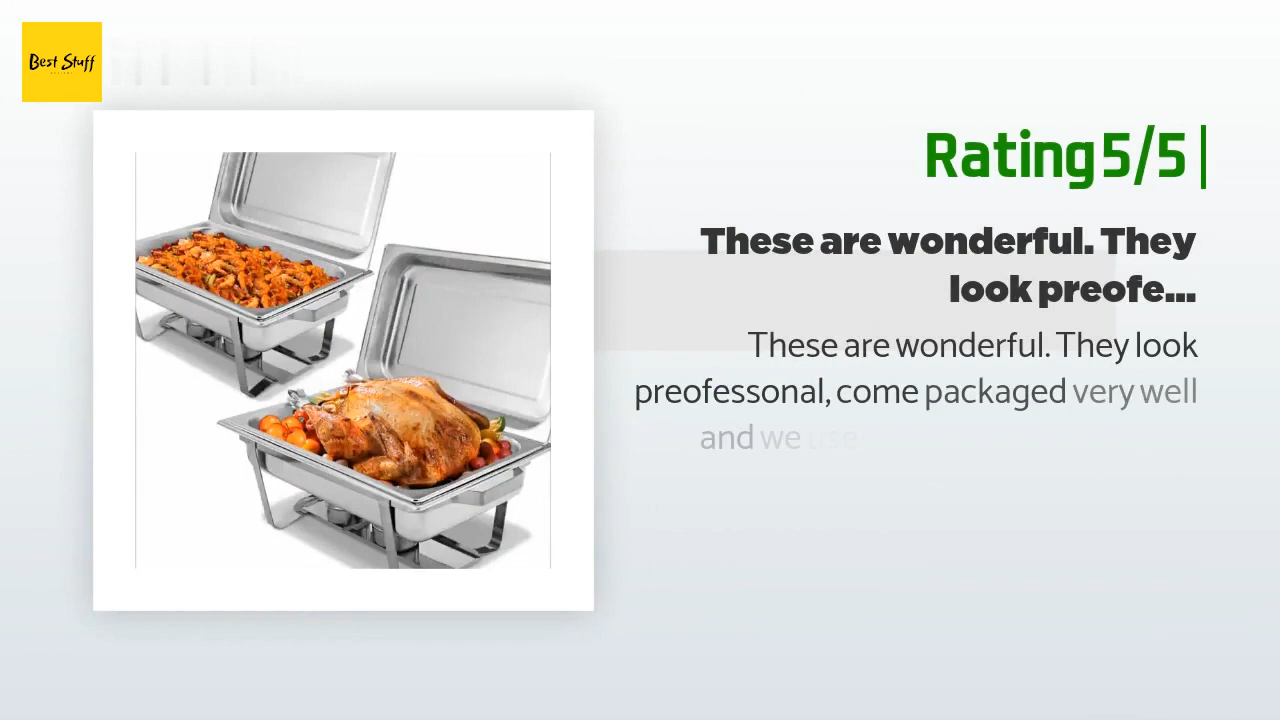 Best Stuff
Rating 5/5
These are wonderful. They
look preofe...
These are wonderful. They look
preofessonal, come packaged very well
and we use